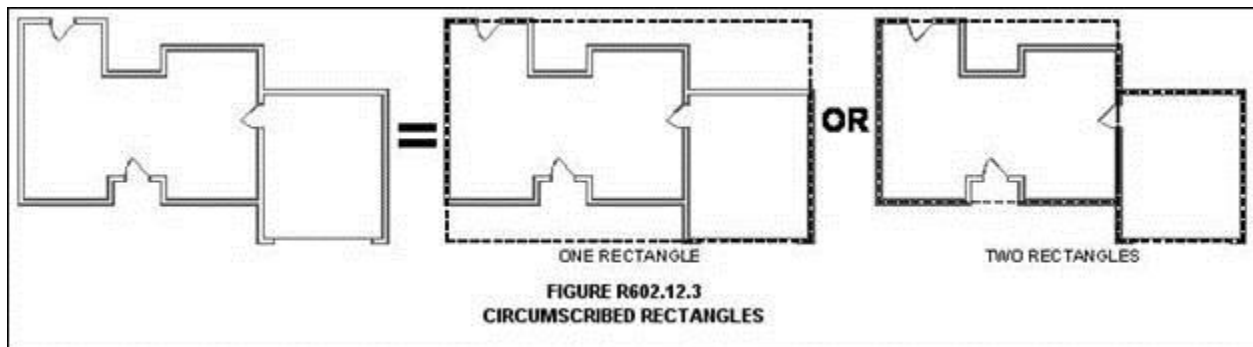 =
OR
ONE RECTANGLE
TWO RECTANGLES
FIGURE R602.12.3
CIRCUMSCRIBED RECTANGLES